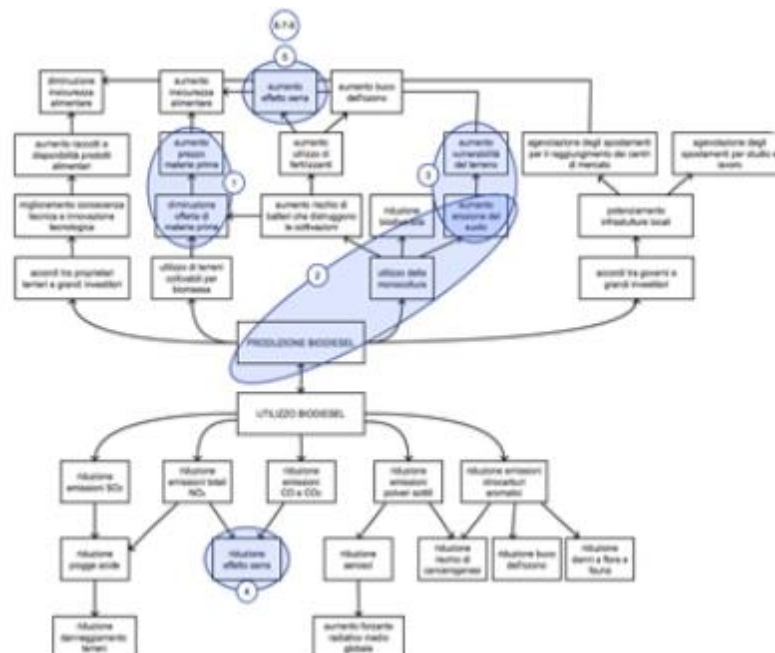 6-7-8
5
diminuzione
insicurezza
alimentare
aumento
insicurezza
alimentare
aumento
effetto serra
aumento buco
dell'ozono
aumento raccolti e
disponibilità prodotti
alimentari
aumento
prezzo
materie prima
aumento
utilizzo di
fertilizzanti
aumento
vulnerabilità
del terreno
agevolazione degli spostamenti
per il raggiungimento dei centri
di mercato
agevolazione degli
spostamenti per studio e
lavoro
1
3
miglioramento conoscenza
tecnica e innovazione
tecnologica
diminuzione
offerta di
materie prima
aumento rischio di
batteri che distruggono
le coltivazioni
riduzione
biodiversità
aumento
erosione del
suolo
potenziamento
infrastrutture locali
accordi tra proprietari
terrieri e grandi investitori
utilizzo di terreni
coltivabili per
biomassa
2
utilizzo della
monocoltura
accordi tra governi e
grandi investitori
PRODUZIONE BIODIESEL
UTILIZZO BIODIESEL
riduzione
emissioni SOx
riduzione
emissioni totali
NOx
riduzione
emissioni
CO e CO2
riduzione
emissioni
polveri sottili
riduzione emissioni
idrocarburi
aromatici
riduzione
piogge acide
riduzione
effetto serra
riduzione
aerosol
riduzione
rischio di
cancerogenesi
riduzione buco
dell'ozono
riduzione
danni a flora e
fauna
4
riduzione
danneggiamento
terreni
aumento forzante
radiativo medio
globale